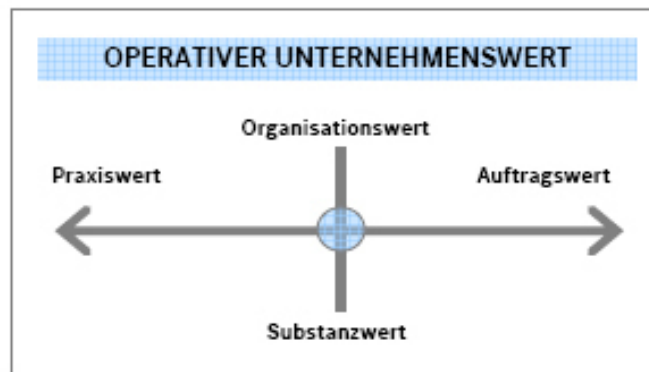 OPERATIVER UNTERNEHMENSWERT
Organisationswert
Praxiswert
Auftragswert
Substanzwert